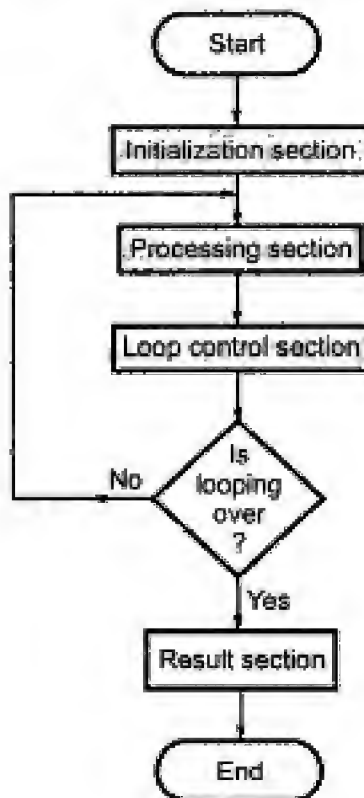 Start
Initialization section
Processing section
Loop control section
Is
looping
over
?
No
Yes
Result section
End